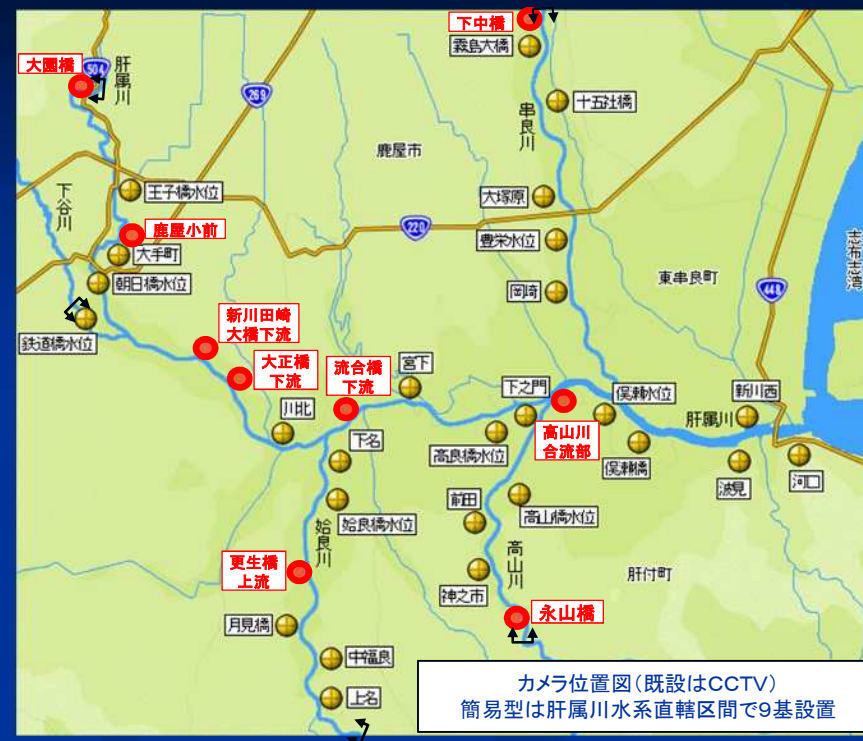 下中橋
霧島大橋
大園橋
504
肝属川
269
十五社橋
串良川
鹿屋市
下谷川
王子橋水位
大塚原
220
鹿屋小前
豊栄水位
大手町
志布志湾
東串良町
朝日橋水位
岡崎
448
鉄道橋水位
新川田崎
大橋下流
大正橋
下流
流合橋
下流
宮下
下之門
俣瀬水位
新川西
肝属川
川北
高山川
合流部
下名
高良橋水位
俣瀬橋
波見
河口
前田
高山橋水位
姶良橋水位
姶良川
高山川
更生橋
上流
神之市
肝付町
永山橋
月見橋
中福良
上名
カメラ位置図(既設はCCTV)
簡易型は肝属川水系直轄区間で9基設置